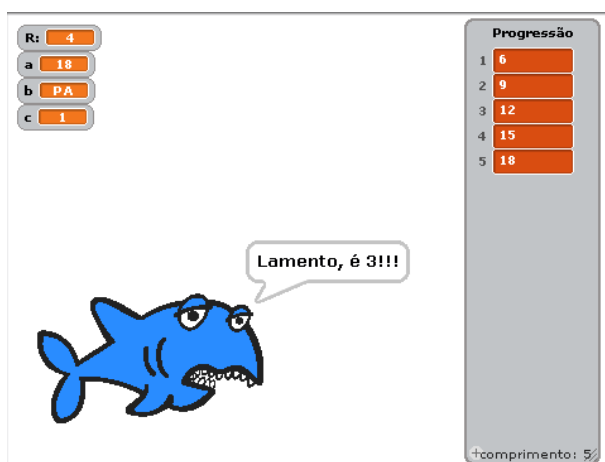 R: 4
a 18
b PA
c 1
Progressão
1 6
2 9
3 12
4 15
5 18
Lamento, é 3!!!
+comprimento: 5